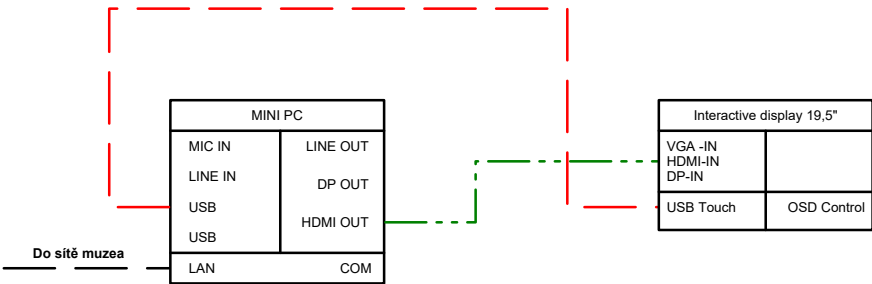 MINI PC
MIC IN
LINE OUT
LINE IN
DP OUT
USB
HDMI OUT
USB
LAN
COM
Do sítě muzea
Interactive display 19,5"
VGA -IN
HDMI-IN
DP-IN
USB Touch
OSD Control